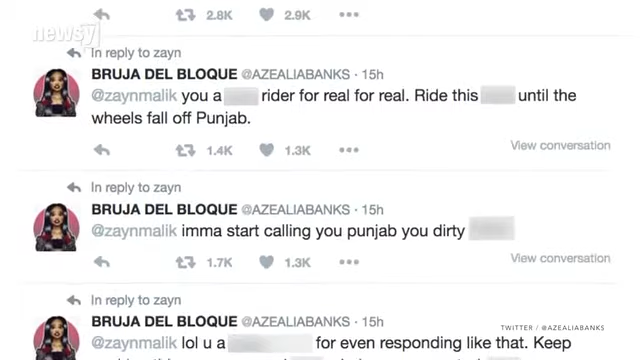 2.8K 2.9K •••
newsy
In reply to zayn
BRUJA DEL BLOQUE @AZEALIABANKS · 15h
@zaynmalik you a rider for real for real. Ride this until the
wheels fall off Punjab.
1.4K 1.3K •••
View conversation
In reply to zayn
BRUJA DEL BLOQUE @AZEALIABANKS · 15h
@zaynmalik imma start calling you punjab you dirty
1.7K 1.3K •••
View conversation
In reply to zayn
BRUJA DEL BLOQUE @AZEALIABANKS · 15h
TWITTER / @AZEALIABANKS
@zaynmalik lol u a for even responding like that. Keep